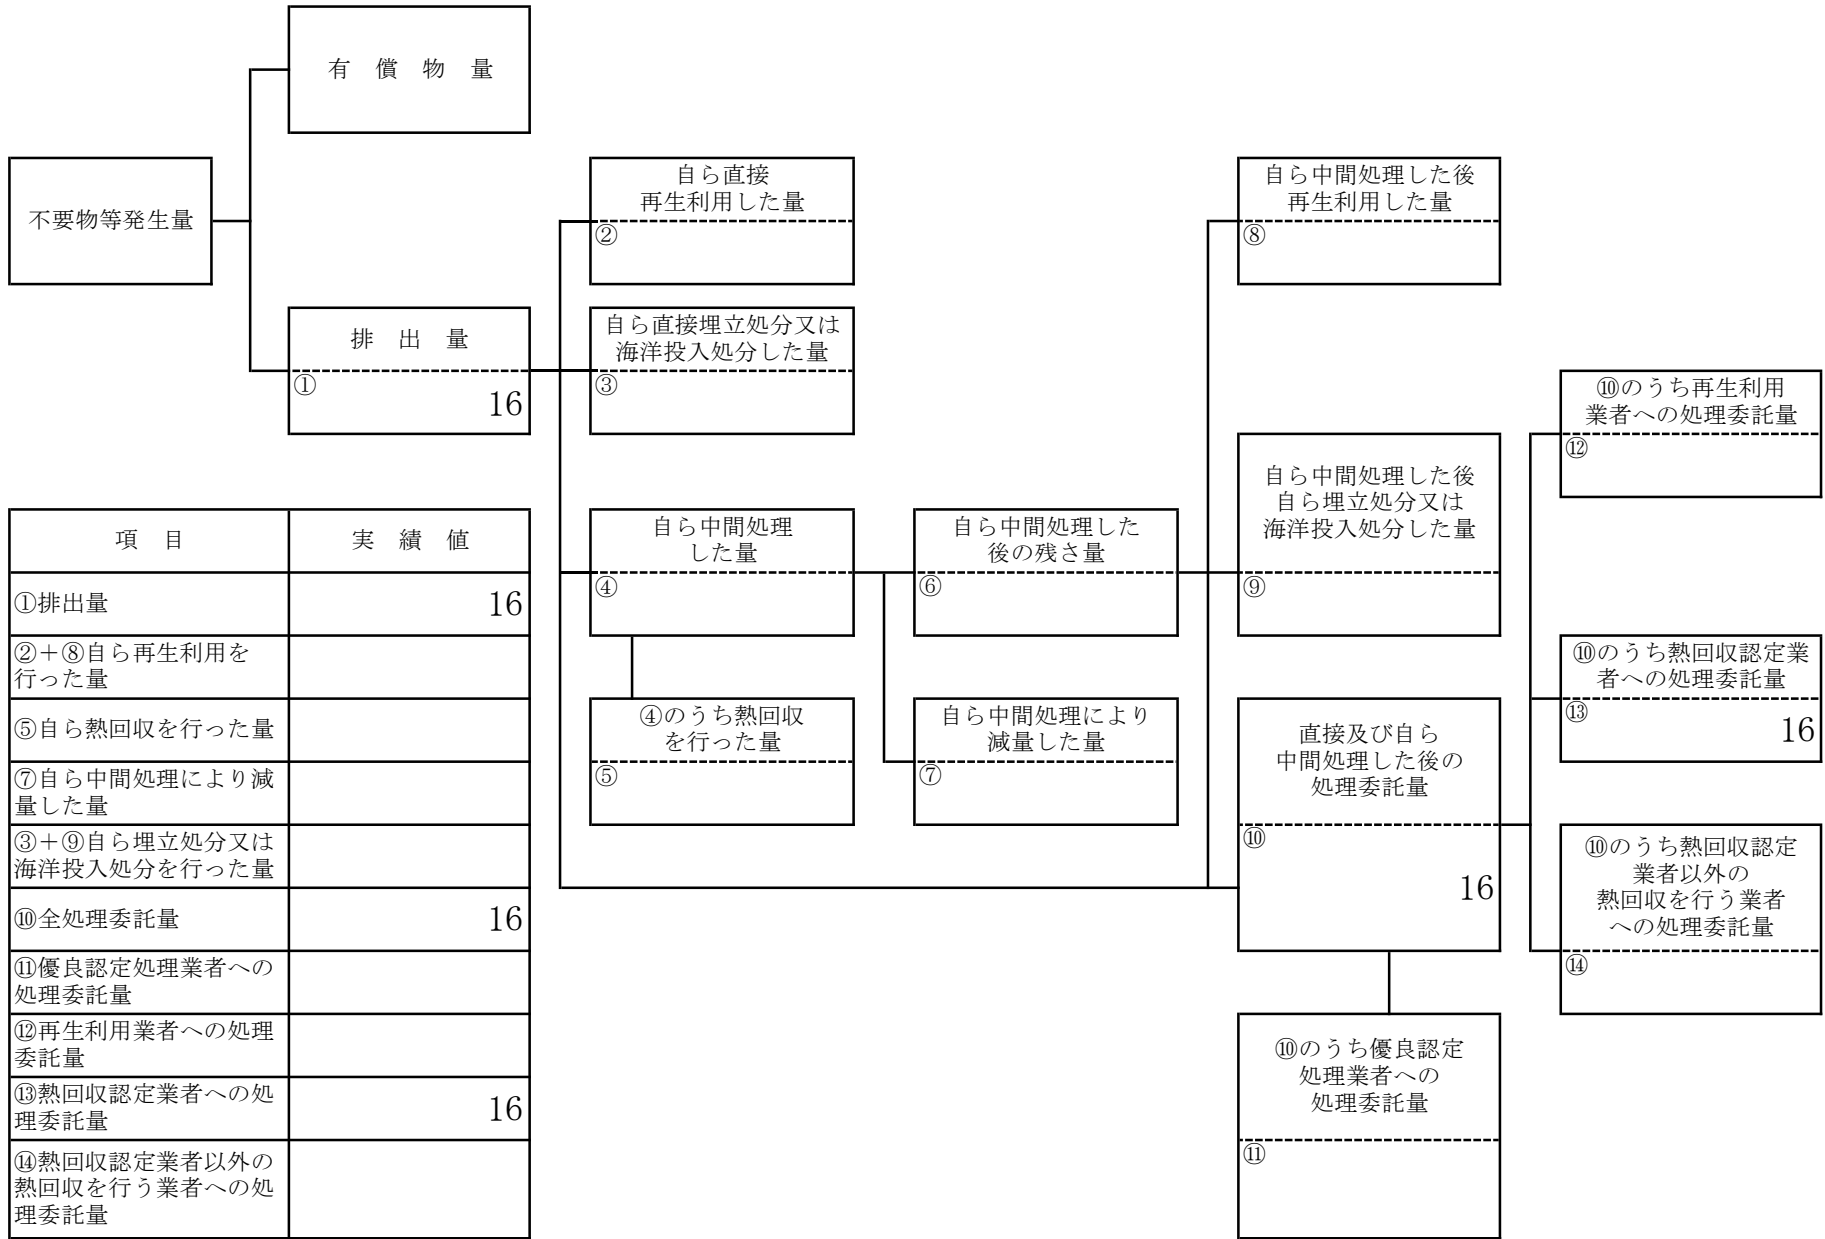 有　償　物　量
不要物等発生量
排　出　量
①
16
自ら直接
再生利用した量
②
自ら直接埋立処分又は
海洋投入処分した量
③
自ら中間処理
した量
④
④のうち熱回収
を行った量
⑤
自ら中間処理した
後の残さ量
⑥
自ら中間処理により
減量した量
⑦
自ら中間処理した後
再生利用した量
⑧
自ら中間処理した後
自ら埋立処分又は
海洋投入処分した量
⑨
直接及び自ら
中間処理した後の
処理委託量
⑩
16
⑩のうち優良認定
処理業者への
処理委託量
⑪
⑩のうち再生利用
業者への処理委託量
⑫
⑩のうち熱回収認定業
者への処理委託量
⑬
16
⑩のうち熱回収認定
業者以外の
熱回収を行う業者
への処理委託量
⑭
項　目　実　績　値
①排出量　16
②＋⑧自ら再生利用を
行った量
⑤自ら熱回収を行った量
⑦自ら中間処理により減
量した量
③＋⑨自ら埋立処分又は
海洋投入処分を行った量
⑩全処理委託量　16
⑪優良認定処理業者への
処理委託量
⑫再生利用業者への処理
委託量
⑬熱回収認定業者への処
理委託量　16
⑭熱回収認定業者以外の
熱回収を行う業者への処
理委託量